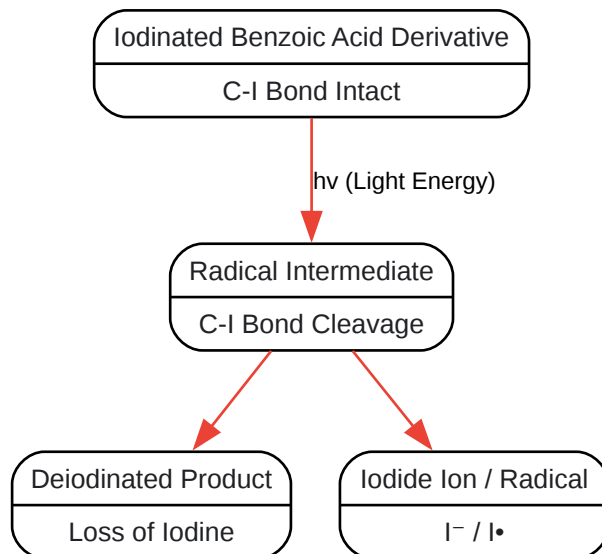 Iodinated Benzoic Acid Derivative
C-I Bond Intact
hv (Light Energy)
Radical Intermediate
C-I Bond Cleavage
Deiodinated Product
Loss of Iodine
Iodide Ion / Radical
I⁻ / I•